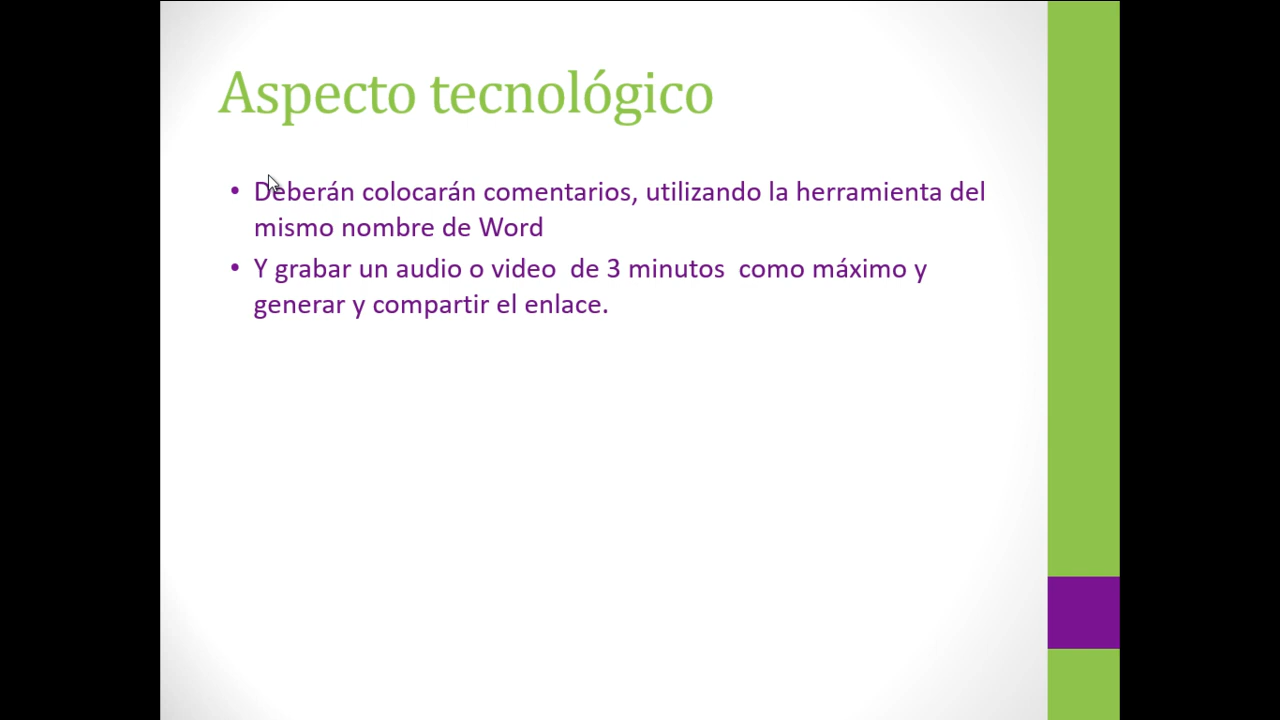 Aspecto tecnológico
• Deberán colocarán comentarios, utilizando la herramienta del
mismo nombre de Word
• Y grabar un audio o video  de 3 minutos  como máximo y
generar y compartir el enlace.